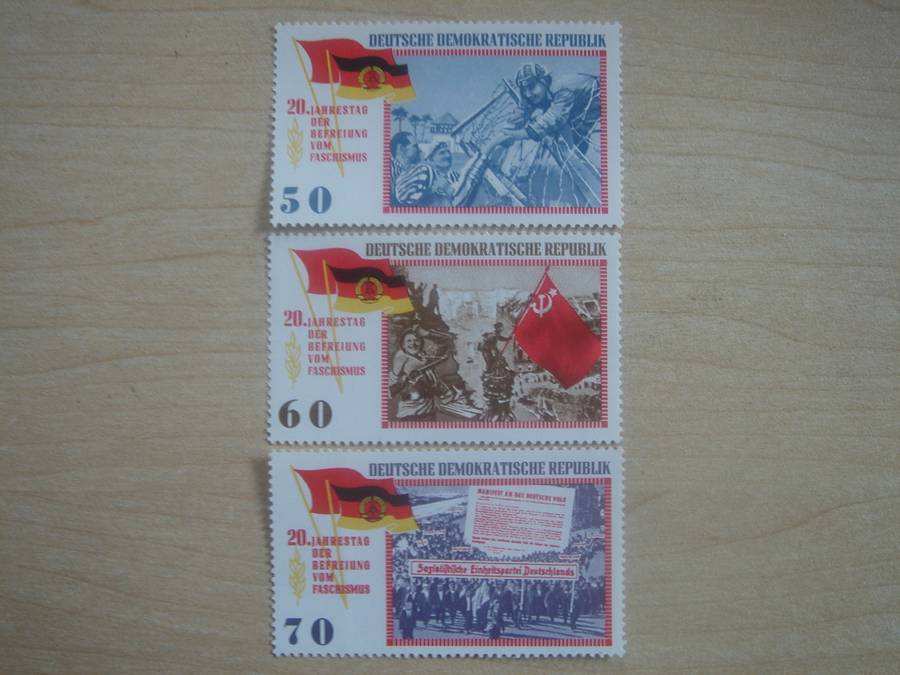 DEUTSCHE DEMOKRATISCHE REPUBLIK
20. JAHRESTAG
DER
BEFREIUNG
VOM
FASCHISMUS
50
DEUTSCHE DEMOKRATISCHE REPUBLIK
20. JAHRESTAG
DER
BEFREIUNG
VOM
FASCHISMUS
60
DEUTSCHE DEMOKRATISCHE REPUBLIK
20. JAHRESTAG
DER
BEFREIUNG
VOM
FASCHISMUS
70
MANIFEST AN DAS DEUTSCHE VOLK
Sozialistische Einheitspartei Deutschlands